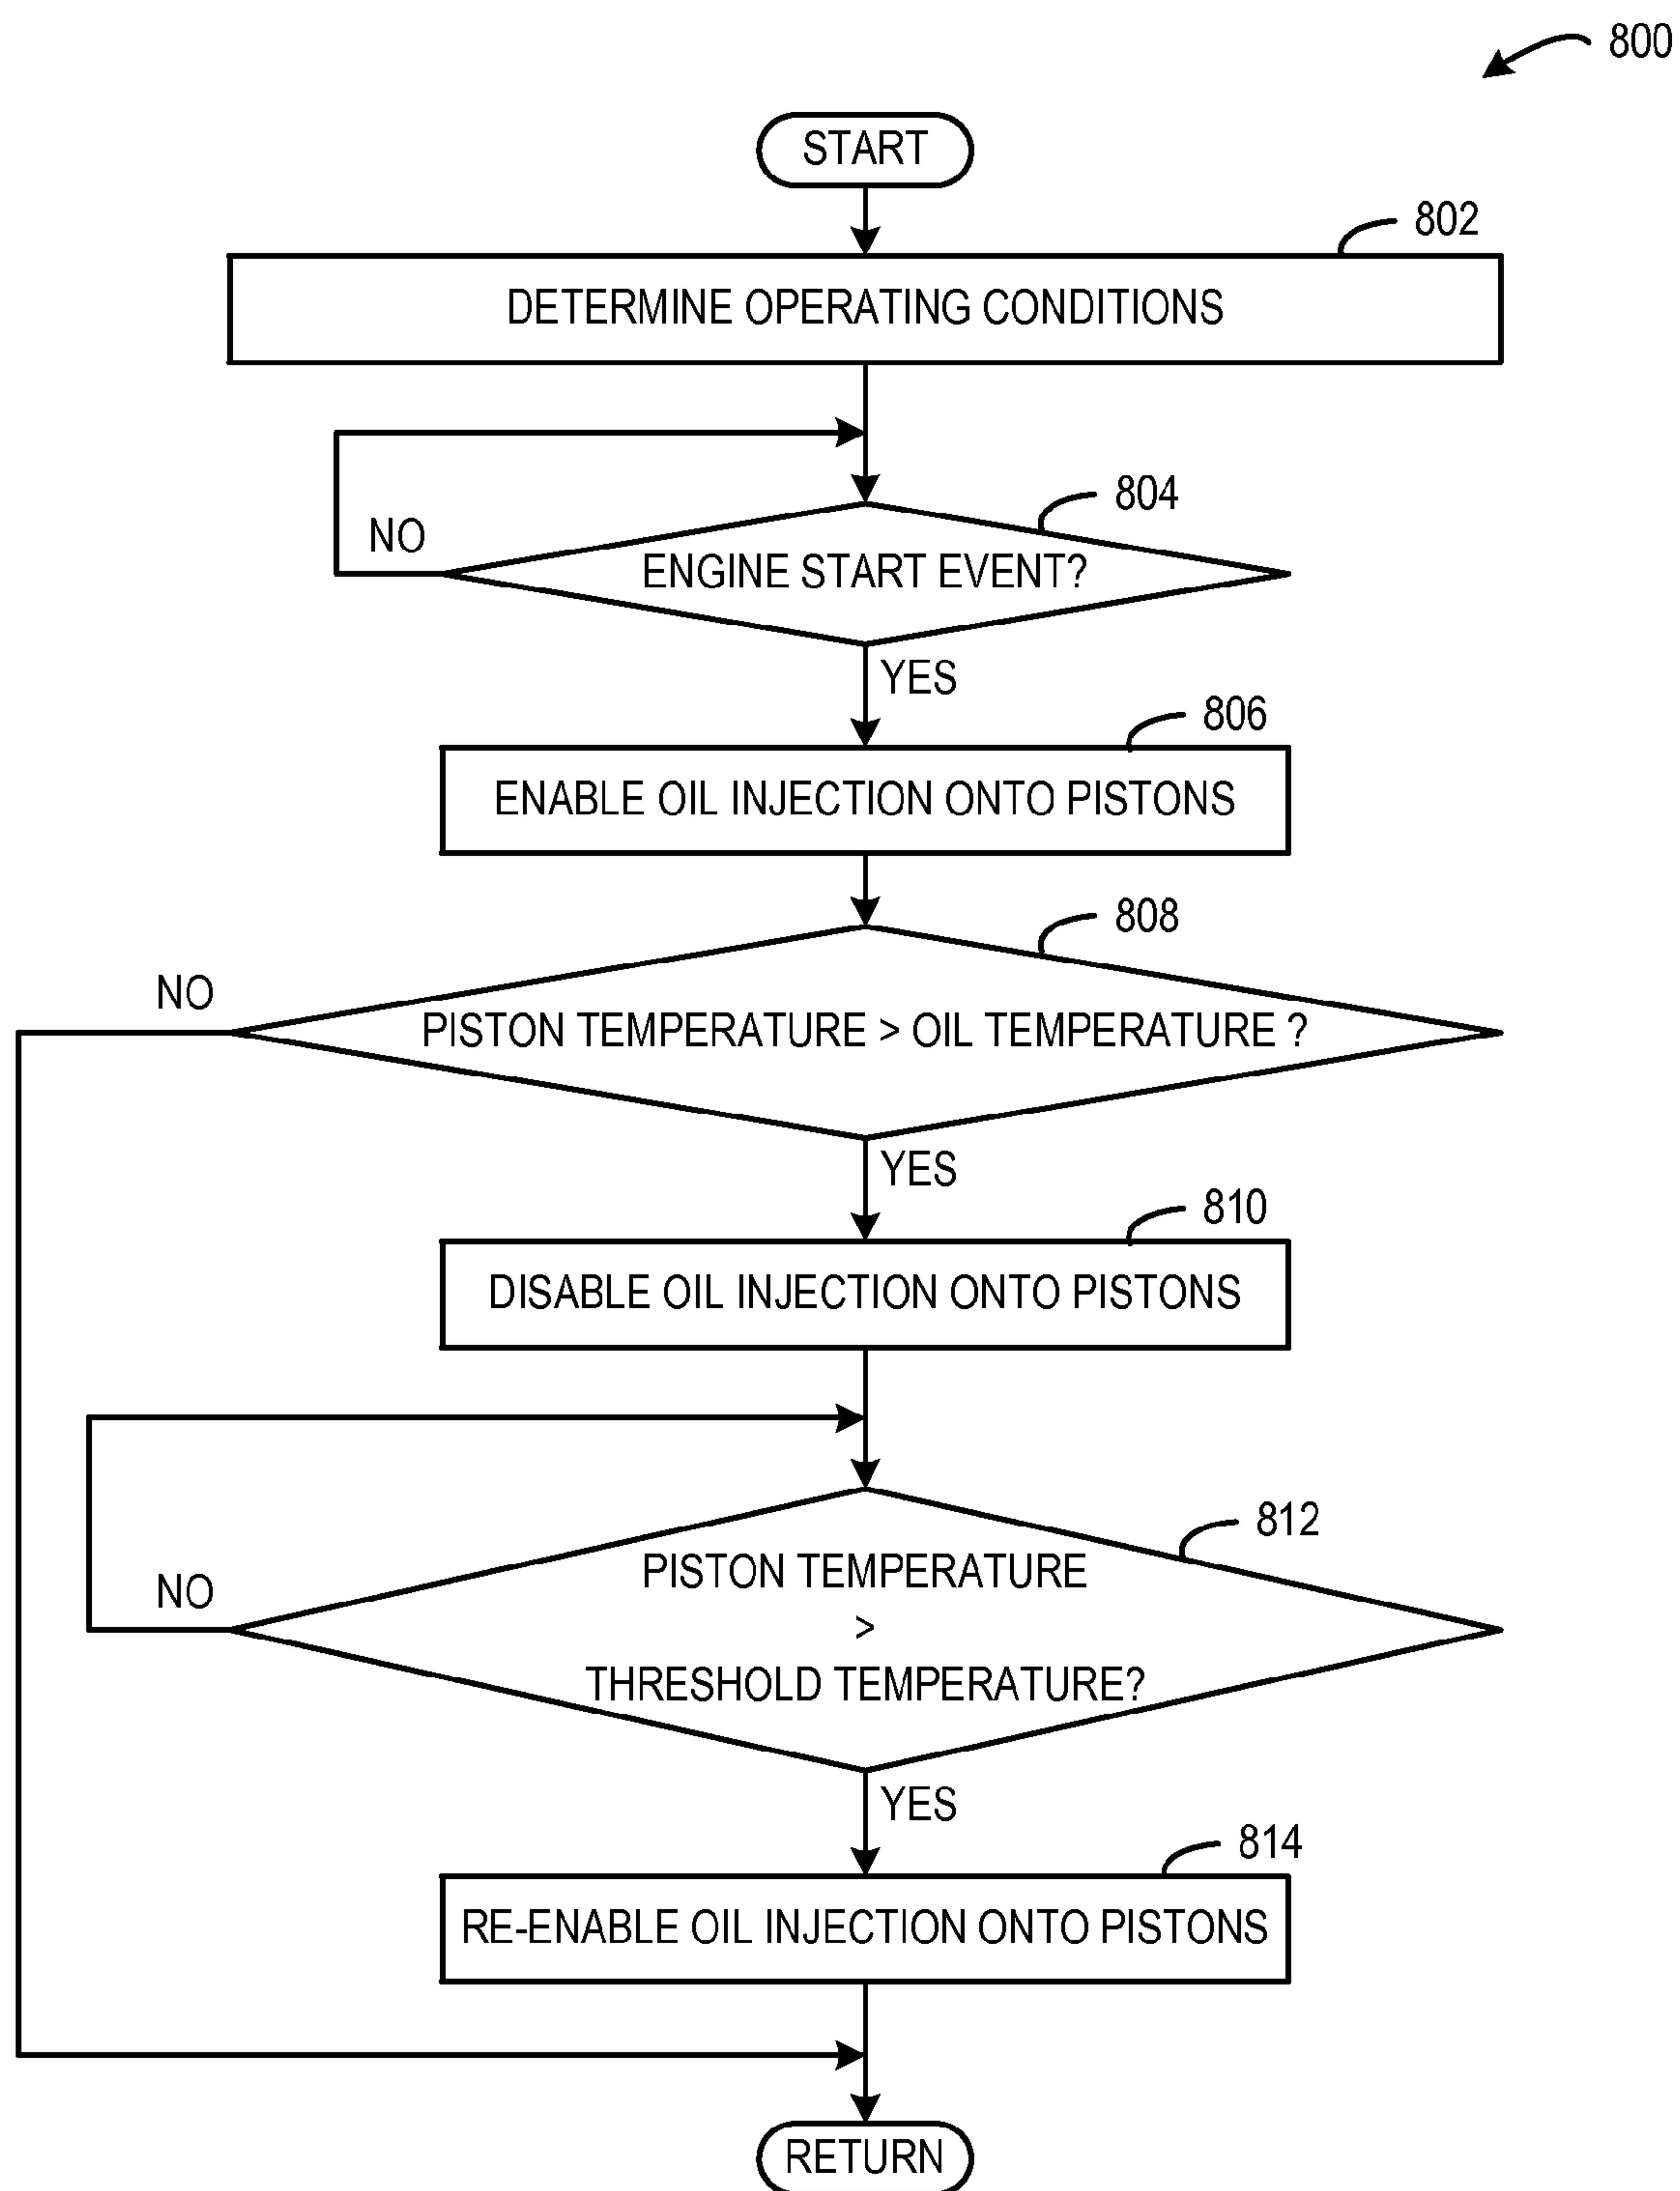 800
START
802
DETERMINE OPERATING CONDITIONS
804
NO
ENGINE START EVENT?
YES
806
ENABLE OIL INJECTION ONTO PISTONS
808
NO
PISTON TEMPERATURE > OIL TEMPERATURE ?
YES
810
DISABLE OIL INJECTION ONTO PISTONS
812
NO
PISTON TEMPERATURE
>
THRESHOLD TEMPERATURE?
YES
814
RE-ENABLE OIL INJECTION ONTO PISTONS
RETURN